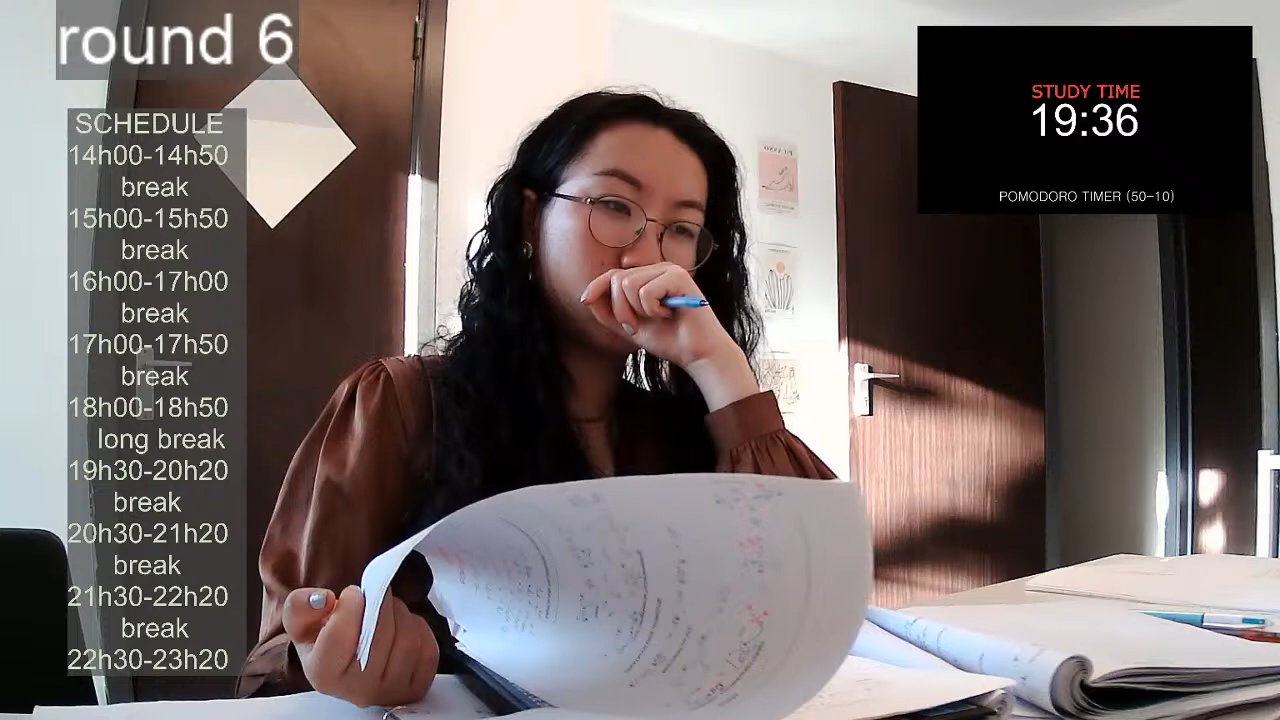 round 6
SCHEDULE
14h00-14h50
break
15h00-15h50
break
16h00-17h00
break
17h00-17h50
break
18h00-18h50
long break
19h30-20h20
break
20h30-21h20
break
21h30-22h20
break
22h30-23h20
STUDY TIME
19:36
POMODORO TIMER (50-10)